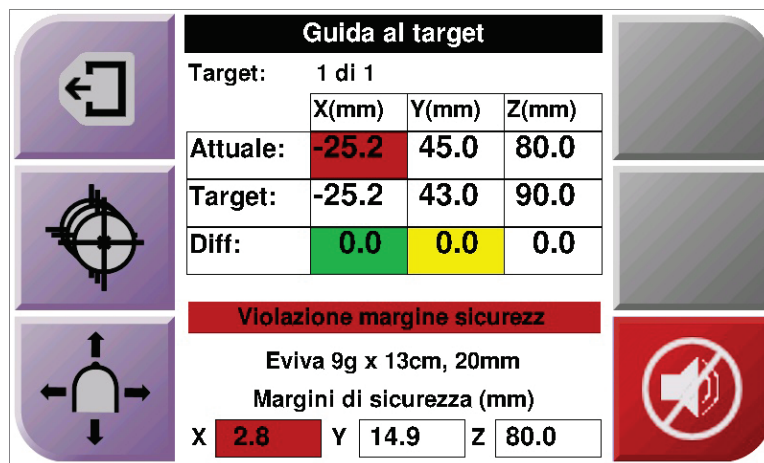 Guida al target
Target: 1 di 1
X(mm) Y(mm) Z(mm)
Attuale: -25.2 45.0 80.0
Target: -25.2 43.0 90.0
Diff: 0.0 0.0 0.0
Violazione margine sicurezz
Eviva 9g x 13cm, 20mm
Margini di sicurezza (mm)
X 2.8 Y 14.9 Z 80.0